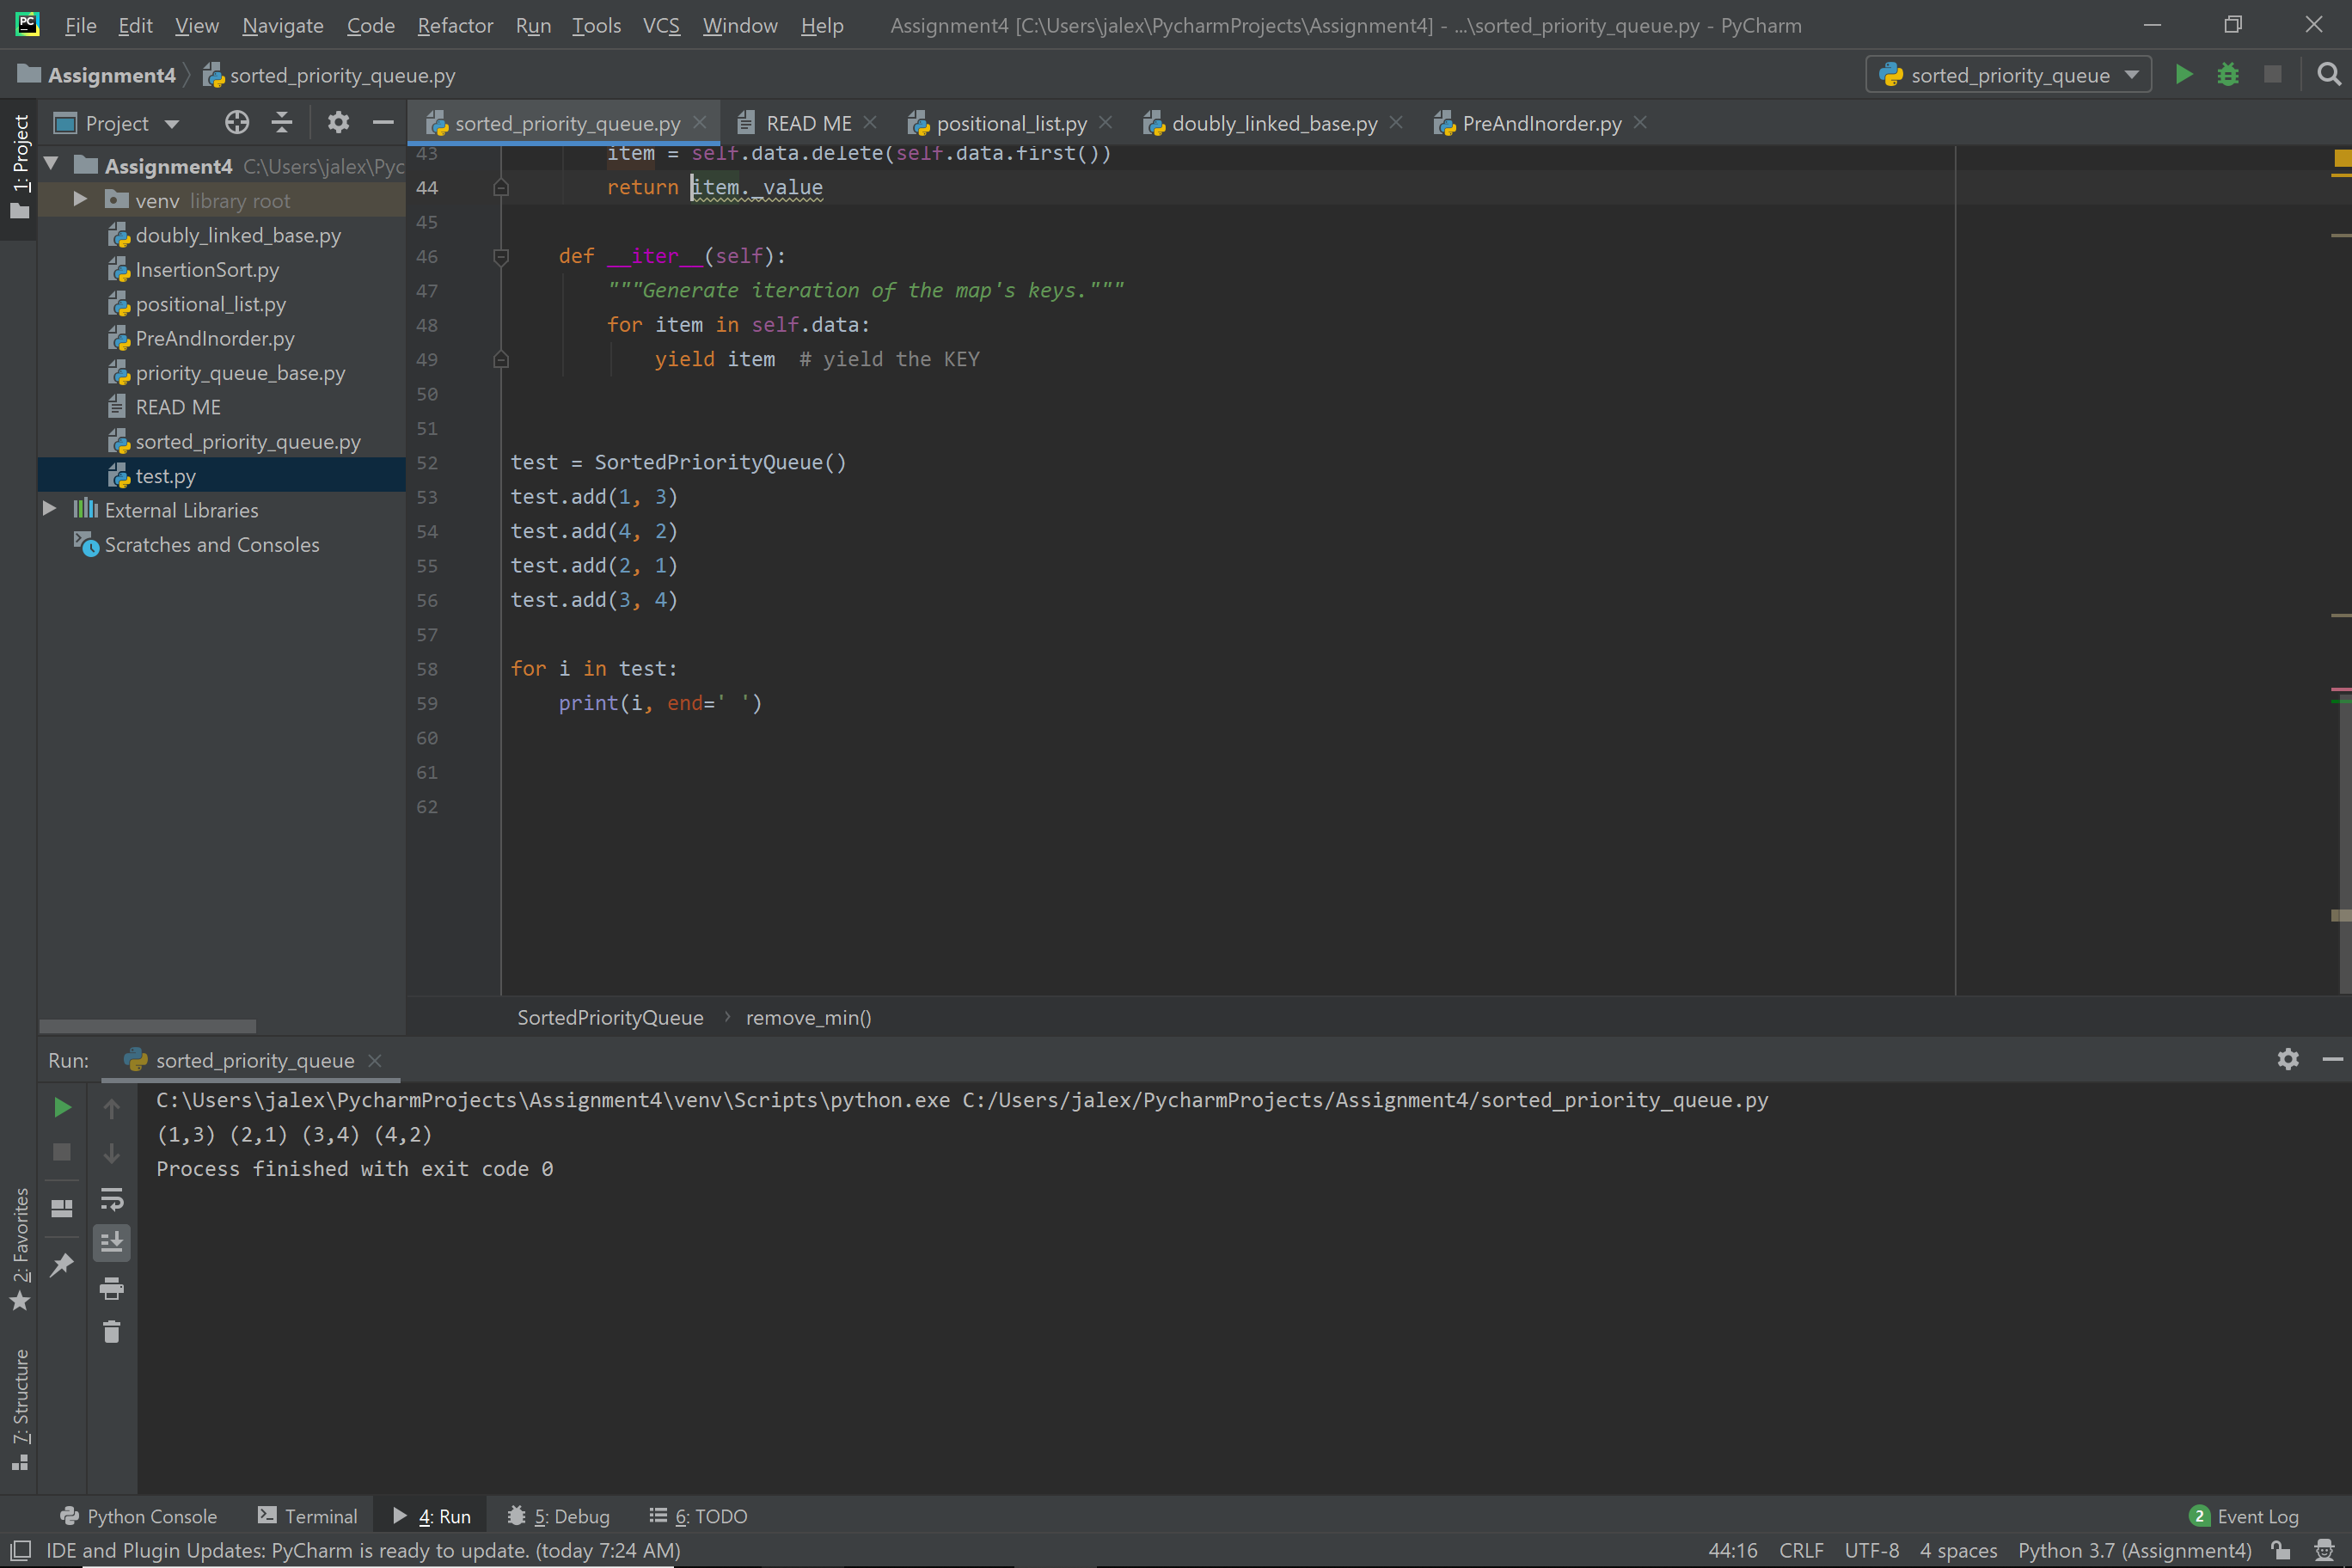 File Edit View Navigate Code Refactor Run Tools VCS Window Help Assignment4 [C:\Users\jalex\PycharmProjects\Assignment4] - ...\sorted_priority_queue.py - PyCharm
Assignment4 sorted_priority_queue.py sorted_priority_queue
1: Project
Project
sorted_priority_queue.py READ ME positional_list.py doubly_linked_base.py PreAndInorder.py
Assignment4 C:\Users\jalex\Pyc
venv library root
doubly_linked_base.py
InsertionSort.py
positional_list.py
PreAndInorder.py
priority_queue_base.py
READ ME
sorted_priority_queue.py
test.py
External Libraries
Scratches and Consoles
43 item = self.data.delete(self.data.first())
44 return item._value
45
46 def __iter__(self):
47 """Generate iteration of the map's keys."""
48 for item in self.data:
49 yield item # yield the KEY
50
51
52 test = SortedPriorityQueue()
53 test.add(1, 3)
54 test.add(4, 2)
55 test.add(2, 1)
56 test.add(3, 4)
57
58 for i in test:
59 print(i, end=' ')
60
61
62
SortedPriorityQueue remove_min()
Run: sorted_priority_queue
C:\Users\jalex\PycharmProjects\Assignment4\venv\Scripts\python.exe C:/Users/jalex/PycharmProjects/Assignment4/sorted_priority_queue.py
(1,3) (2,1) (3,4) (4,2)
Process finished with exit code 0
2: Favorites
7: Structure
Python Console Terminal 4: Run 5: Debug 6: TODO 2 Event Log
IDE and Plugin Updates: PyCharm is ready to update. (today 7:24 AM) 44:16 CRLF UTF-8 4 spaces Python 3.7 (Assignment4)